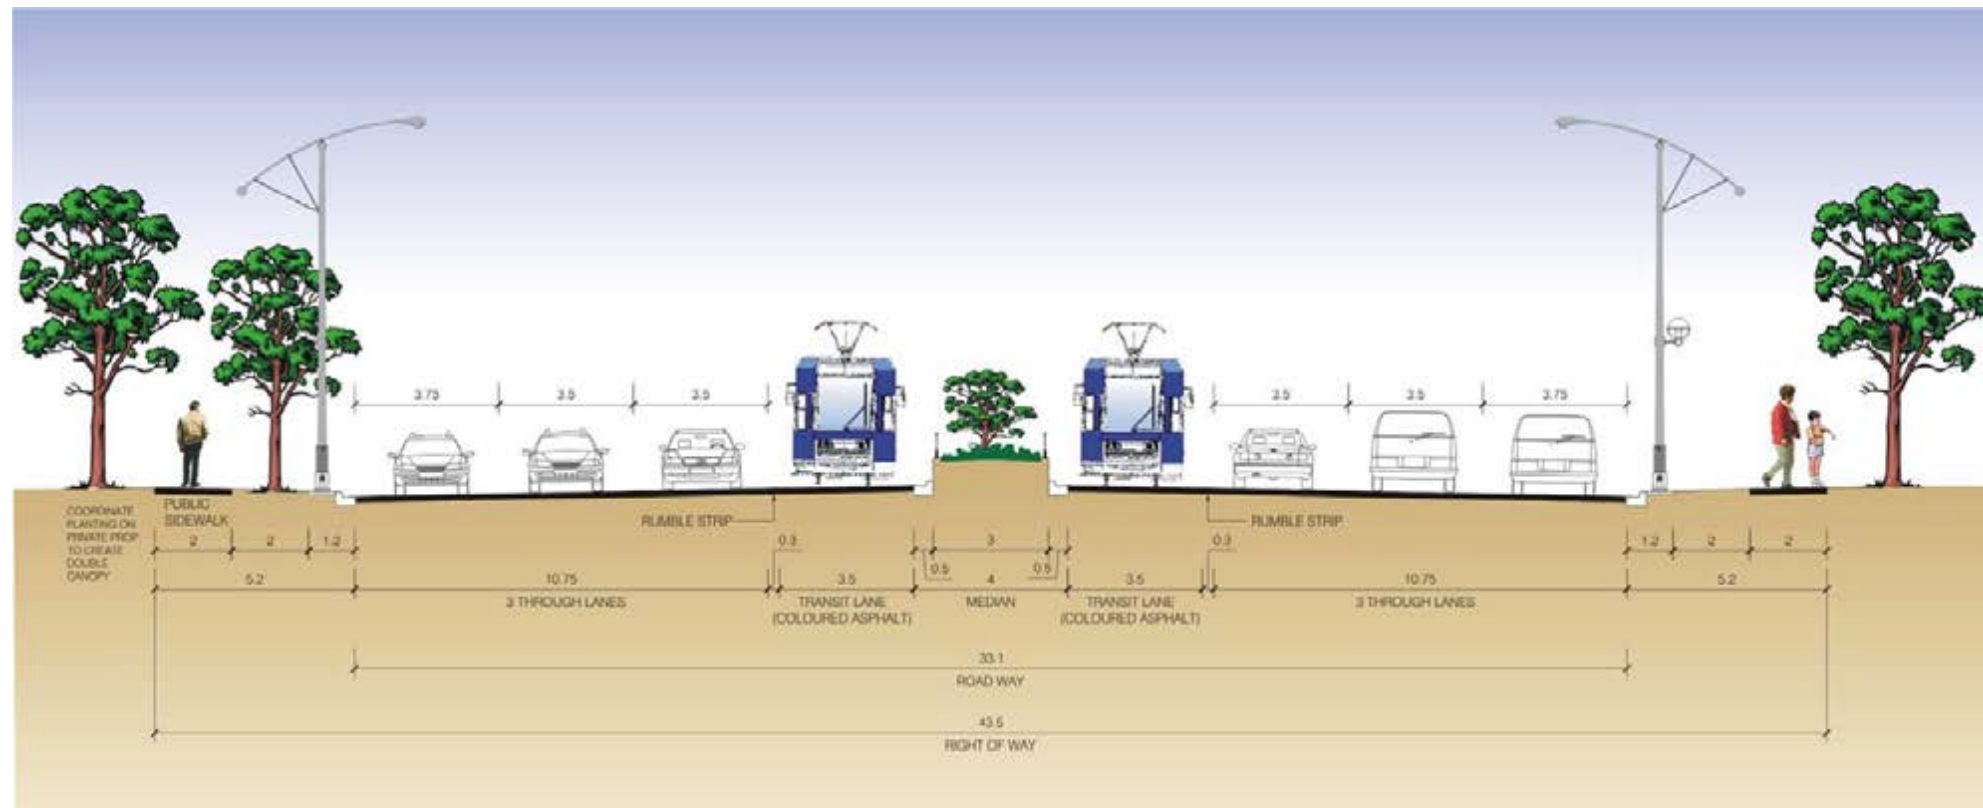 3.75 3.5 3.5 3.5 3.5 3.75
PUBLIC
SIDEWALK
COORDINATE
PLANTING ON
PRIVATE PROP.
TO CREATE
DOUBLE
CANOPY
RUMBLE STRIP RUMBLE STRIP
2 2 1.2 0.3 3 0.3 1.2 2 2
0.5 0.5
5.2 10.75 3.5 4 3.5 10.75 5.2
3 THROUGH LANES TRANSIT LANE MEDIAN TRANSIT LANE 3 THROUGH LANES
(COLOURED ASPHALT) (COLOURED ASPHALT)
33.1
ROAD WAY
43.5
RIGHT OF WAY